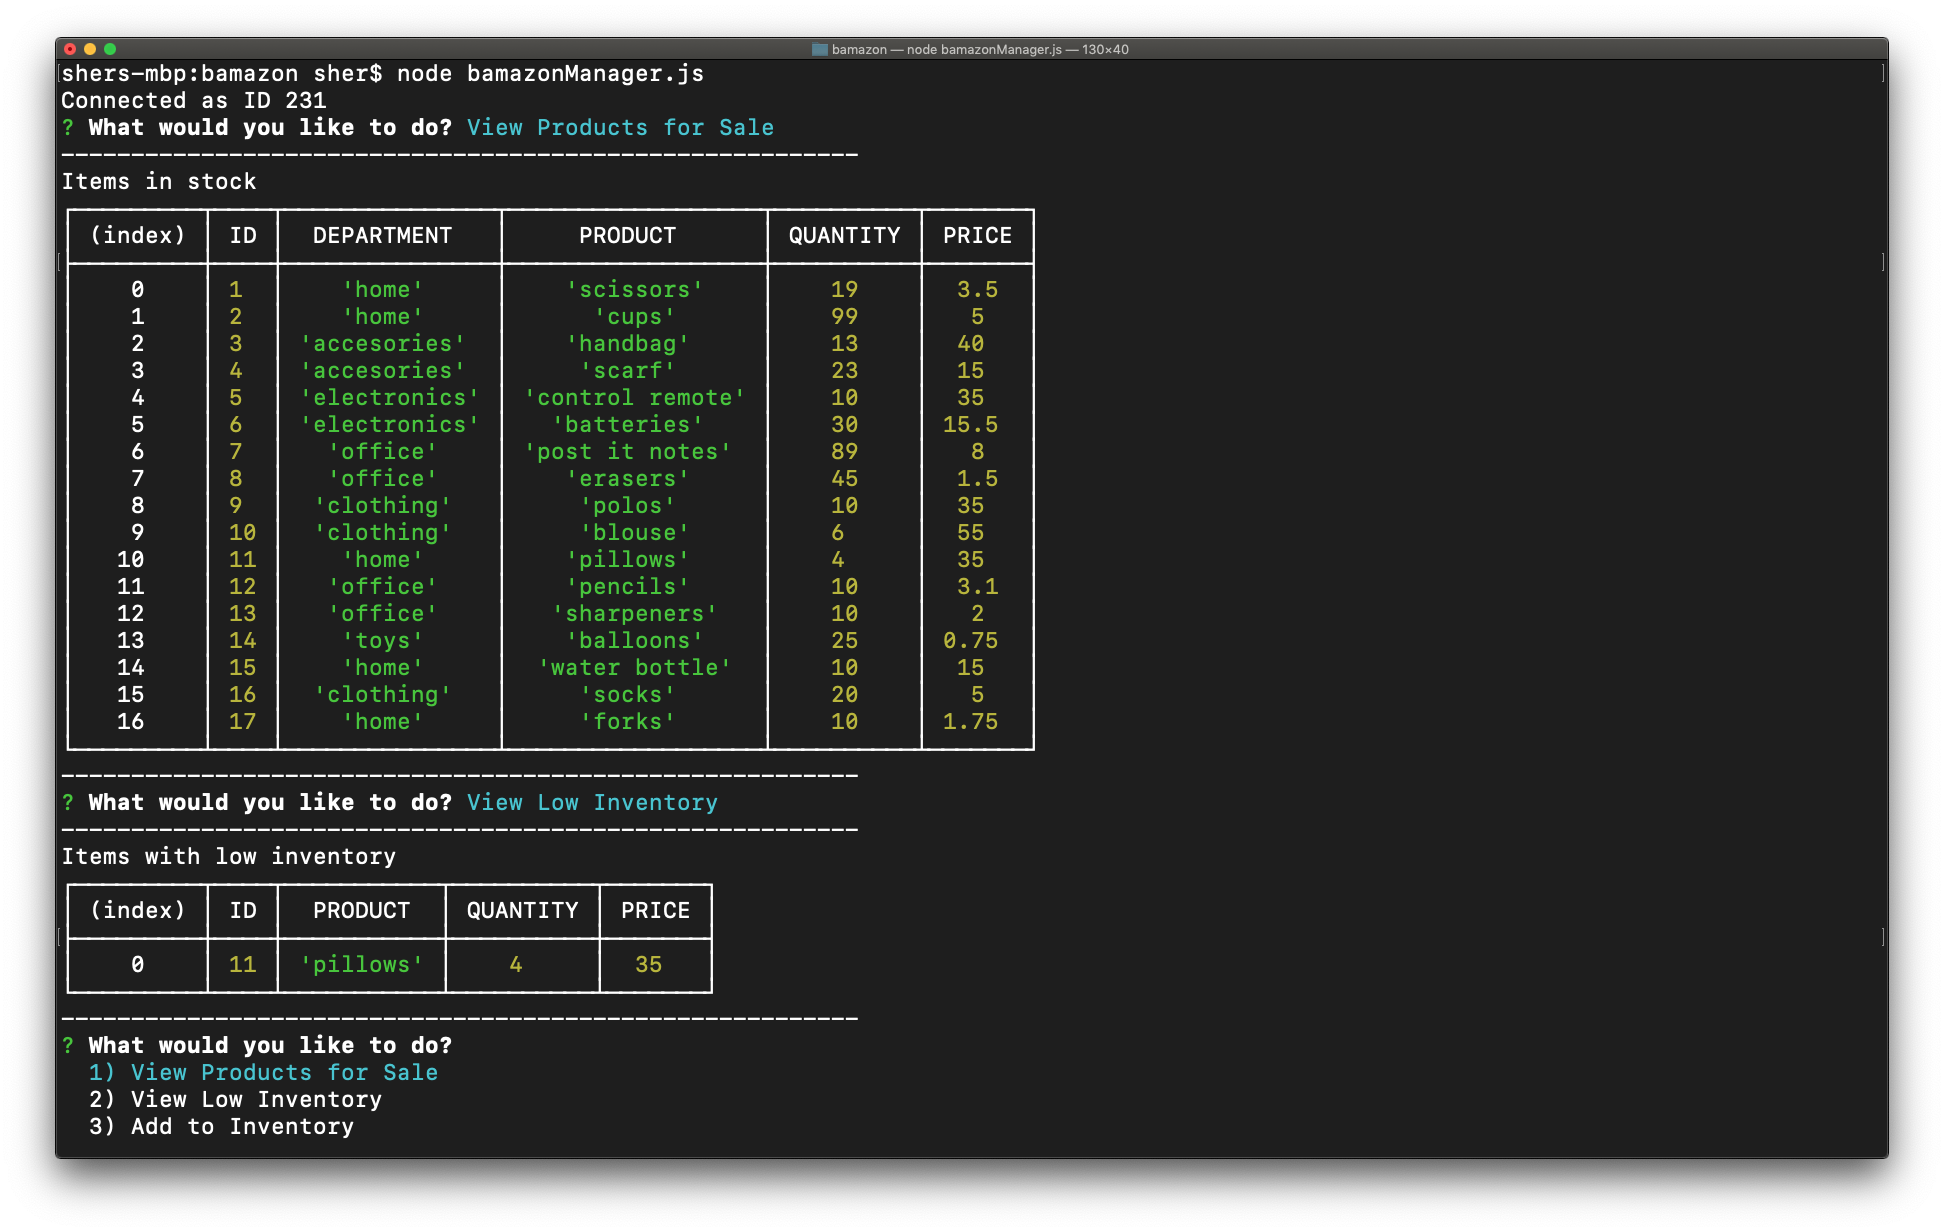 bamazon — node bamazonManager.js — 130×40
shers-mbp:bamazon sher$ node bamazonManager.js
Connected as ID 231
? What would you like to do? View Products for Sale
Items in stock
(index) ID DEPARTMENT PRODUCT QUANTITY PRICE
0 1 'home' 'scissors' 19 3.5
1 2 'home' 'cups' 99 5
2 3 'accesories' 'handbag' 13 40
3 4 'accesories' 'scarf' 23 15
4 5 'electronics' 'control remote' 10 35
5 6 'electronics' 'batteries' 30 15.5
6 7 'office' 'post it notes' 89 8
7 8 'office' 'erasers' 45 1.5
8 9 'clothing' 'polos' 10 35
9 10 'clothing' 'blouse' 6 55
10 11 'home' 'pillows' 4 35
11 12 'office' 'pencils' 10 3.1
12 13 'office' 'sharpeners' 10 2
13 14 'toys' 'balloons' 25 0.75
14 15 'home' 'water bottle' 10 15
15 16 'clothing' 'socks' 20 5
16 17 'home' 'forks' 10 1.75
? What would you like to do? View Low Inventory
Items with low inventory
(index) ID PRODUCT QUANTITY PRICE
0 11 'pillows' 4 35
? What would you like to do?
1) View Products for Sale
2) View Low Inventory
3) Add to Inventory